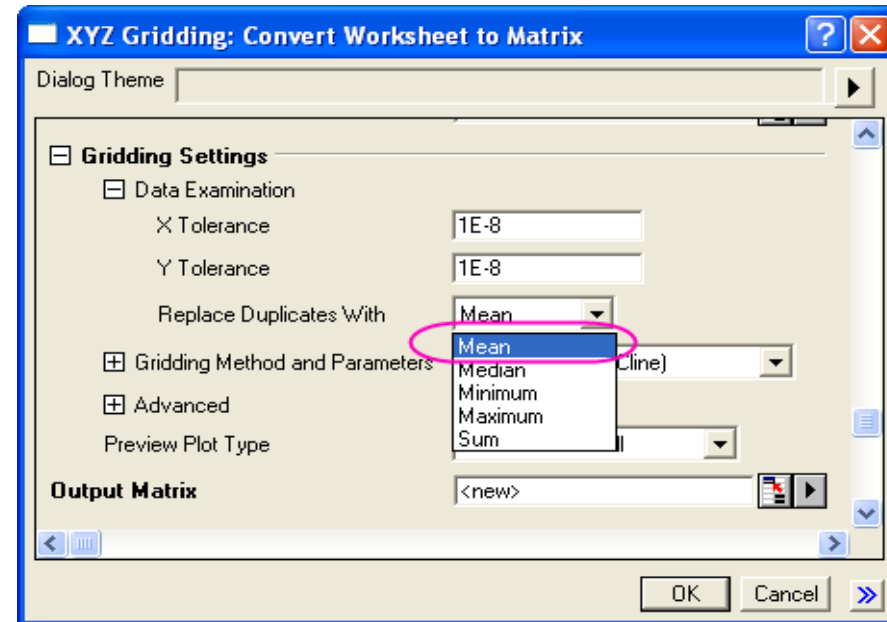 XYZ Gridding: Convert Worksheet to Matrix
Dialog Theme
Gridding Settings
Data Examination
X Tolerance 1E-8
Y Tolerance 1E-8
Replace Duplicates With Mean
Mean
Gridding Method and Parameters Cline)
Median
Minimum
Advanced
Maximum
Preview Plot Type
Sum
Output Matrix <new>
OK Cancel